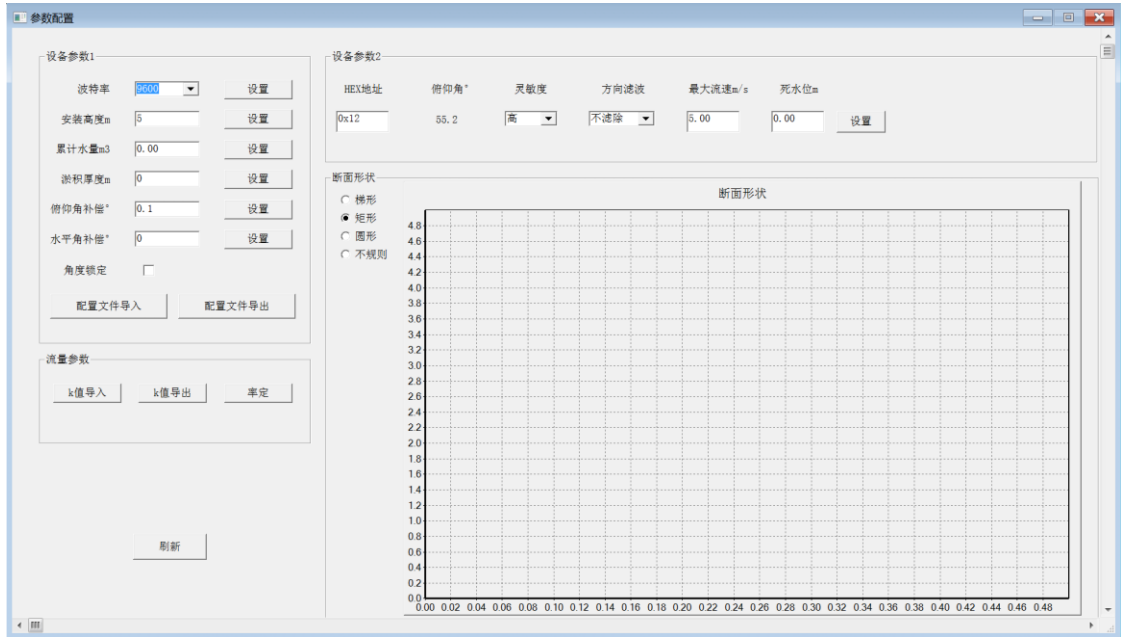 参数配置
设备参数1
波特率 9600 设置
安装高度m 5 设置
累计水量m3 0.00 设置
淤积厚度m 0 设置
俯仰角补偿° 0.1 设置
水平角补偿° 0 设置
角度锁定
配置文件导入 配置文件导出
流量参数
k值导入 k值导出 率定
刷新
设备参数2
HEX地址 俯仰角° 灵敏度 方向滤波 最大流速m/s 死水位m
0x12 55.2 高 不滤除 5.00 0.00 设置
断面形状
梯形
矩形
圆形
不规则
断面形状
4.8
4.6
4.4
4.2
4.0
3.8
3.6
3.4
3.2
3.0
2.8
2.6
2.4
2.2
2.0
1.8
1.6
1.4
1.2
1.0
0.8
0.6
0.4
0.2
0.0
0.00 0.02 0.04 0.06 0.08 0.10 0.12 0.14 0.16 0.18 0.20 0.22 0.24 0.26 0.28 0.30 0.32 0.34 0.36 0.38 0.40 0.42 0.44 0.46 0.48